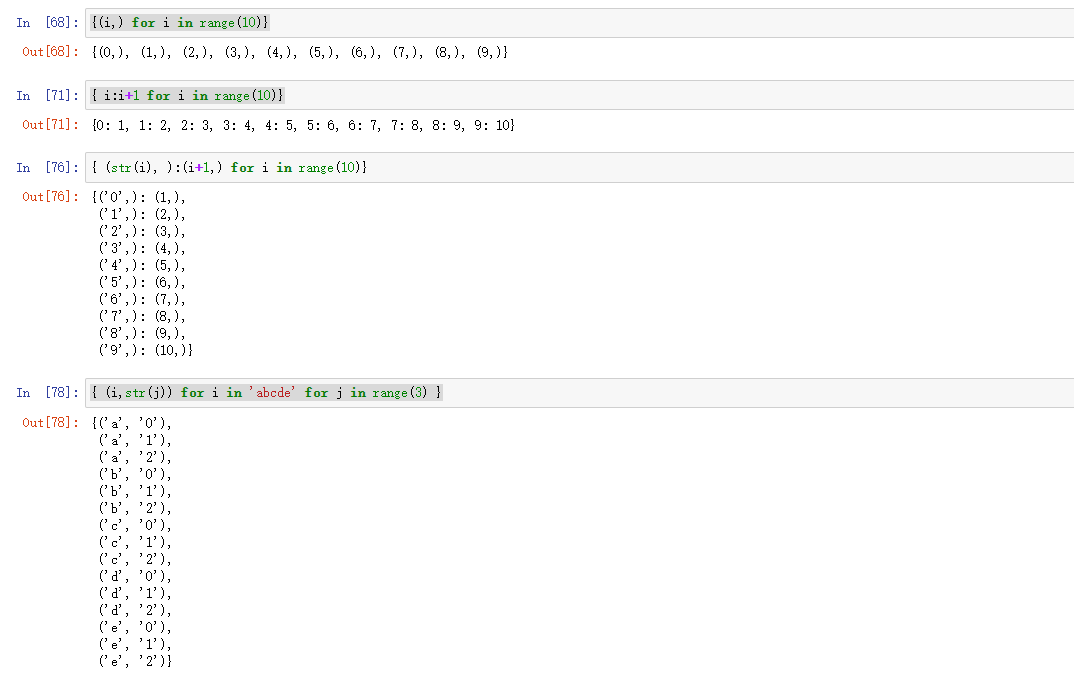 In [68]: {(i,) for i in range(10)}
Out[68]: {(0,), (1,), (2,), (3,), (4,), (5,), (6,), (7,), (8,), (9,)}
In [71]: { i:i+1 for i in range(10)}
Out[71]: {0: 1, 1: 2, 2: 3, 3: 4, 4: 5, 5: 6, 6: 7, 7: 8, 8: 9, 9: 10}
In [76]: { (str(i), ):(i+1,) for i in range(10)}
Out[76]: {('0',): (1,),
('1',): (2,),
('2',): (3,),
('3',): (4,),
('4',): (5,),
('5',): (6,),
('6',): (7,),
('7',): (8,),
('8',): (9,),
('9',): (10,)}
In [78]: { (i,str(j)) for i in 'abcde' for j in range(3) }
Out[78]: {('a', '0'),
('a', '1'),
('a', '2'),
('b', '0'),
('b', '1'),
('b', '2'),
('c', '0'),
('c', '1'),
('c', '2'),
('d', '0'),
('d', '1'),
('d', '2'),
('e', '0'),
('e', '1'),
('e', '2')}